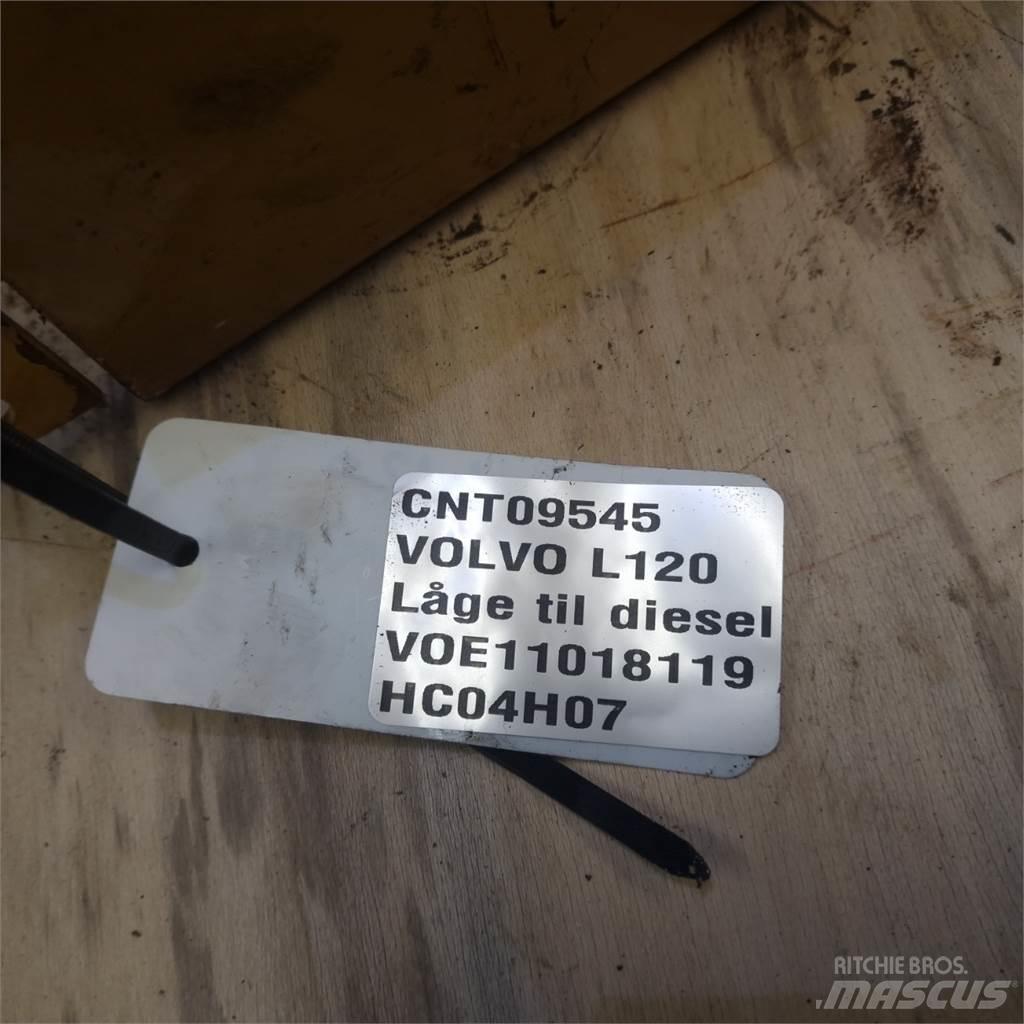 CNT09545
VOLVO L120
Låge til diesel
VOE11018119
HC04H07
RITCHIE BROS.
MASCUS